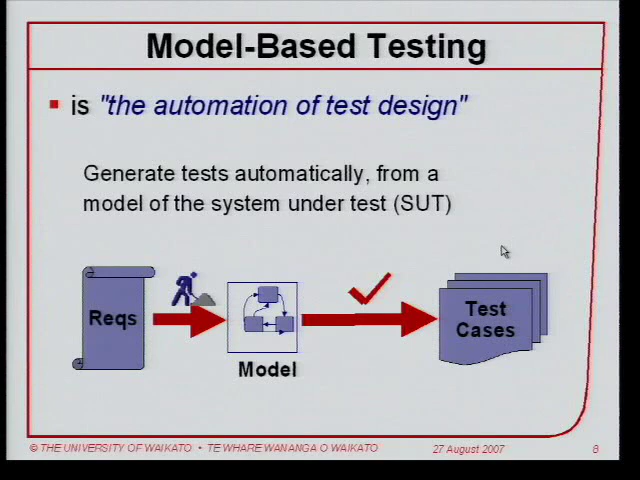 Model-Based Testing
is "the automation of test design"
Generate tests automatically, from a
model of the system under test (SUT)
Reqs
Model
Test
Cases
© THE UNIVERSITY OF WAIKATO • TE WHARE WANANGA O WAIKATO 27 August 2007 8